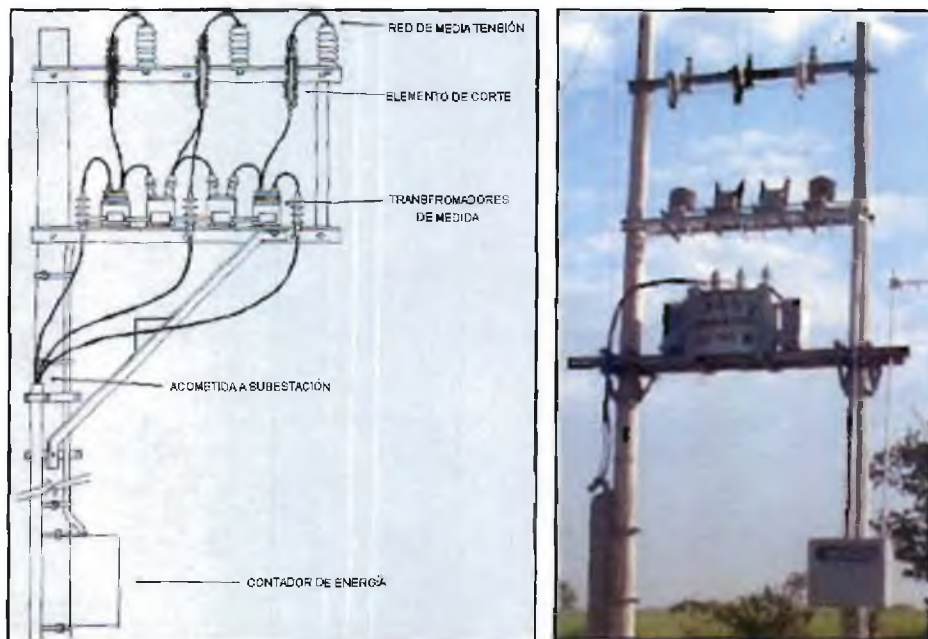 RED DE MEDIA TENSIÓN
ELEMENTO DE CORTE
TRANSFROMADORES
DE MEDIDA
ACOMETIDA A SUBESTACIÓN
CONTADOR DE ENERGÍA